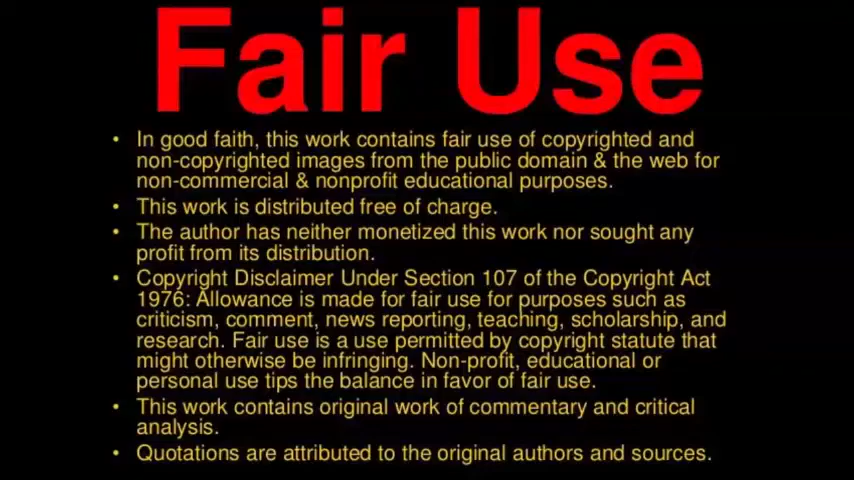 Fair Use
• In good faith, this work contains fair use of copyrighted and
non-copyrighted images from the public domain & the web for
non-commercial & nonprofit educational purposes.
• This work is distributed free of charge.
• The author has neither monetized this work nor sought any
profit from its distribution.
• Copyright Disclaimer Under Section 107 of the Copyright Act
1976: Allowance is made for fair use for purposes such as
criticism, comment, news reporting, teaching, scholarship, and
research. Fair use is a use permitted by copyright statute that
might otherwise be infringing. Non-profit, educational or
personal use tips the balance in favor of fair use.
• This work contains original work of commentary and critical
analysis.
• Quotations are attributed to the original authors and sources.